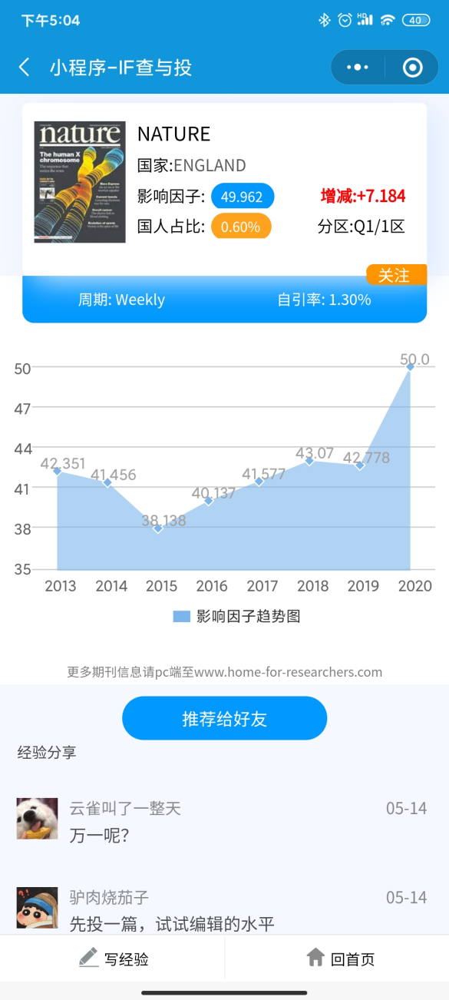 下午5:04
HD
40
小程序-IF查与投
nature
The human X
chromosome
NATURE
国家:ENGLAND
影响因子: 49.962 增减:+7.184
国人占比: 0.60% 分区:Q1/1区
关注
周期: Weekly 自引率: 1.30%
50.0
50
47
44
43.07
42.351 42.778
41.456 41.577
41
40.137
38.138
38
35
2013 2014 2015 2016 2017 2018 2019 2020
影响因子趋势图
更多期刊信息请pc端至www.home-for-researchers.com
推荐给好友
经验分享
云雀叫了一整天 05-14
万一呢?
驴肉烧茄子 05-14
先投一篇，试试编辑的水平
写经验 回首页